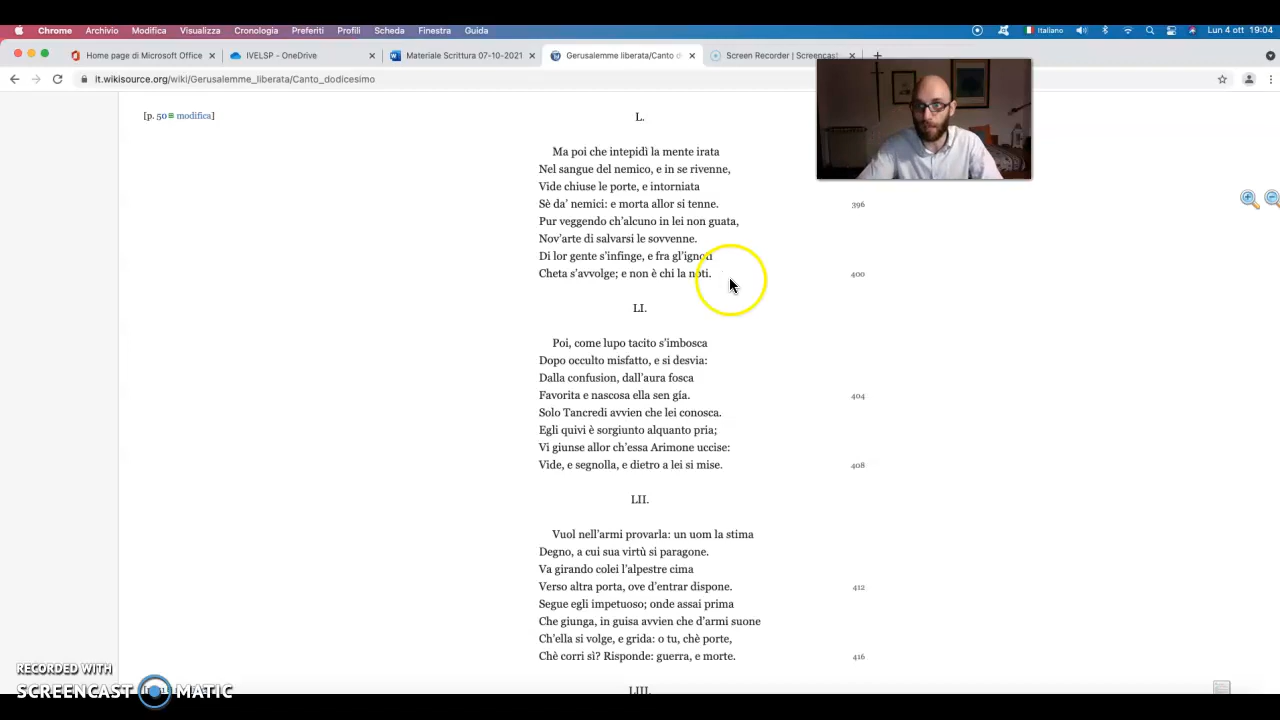 Chrome Archivio Modifica Visualizza Cronologia Preferiti Profili Scheda Finestra Guida Italiano Lun 4 ott 19:04
Home page di Microsoft Office IVELSP - OneDrive Materiale Scrittura 07-10-2021 Gerusalemme liberata/Canto d Screen Recorder | Screencast
it.wikisource.org/wiki/Gerusalemme_liberata/Canto_dodicesimo
[p. 50 modifica]
L.
Ma poi che intepidì la mente irata
Nel sangue del nemico, e in se rivenne,
Vide chiuse le porte, e intorniata
Sè da’ nemici: e morta allor si tenne. 396
Pur veggendo ch’alcuno in lei non guata,
Nov’arte di salvarsi le sovvenne.
Di lor gente s’infinge, e fra gl’ignoti
Cheta s’avvolge; e non è chi la noti. 400
LI.
Poi, come lupo tacito s’imbosca
Dopo occulto misfatto, e si desvia:
Dalla confusion, dall’aura fosca
Favorita e nascosa ella sen gía. 404
Solo Tancredi avvien che lei conosca.
Egli quivi è sorgiunto alquanto pria;
Vi giunse allor ch’essa Arimone uccise:
Vide, e segnolla, e dietro a lei si mise. 408
LII.
Vuol nell’armi provarla: un uom la stima
Degno, a cui sua virtù si paragone.
Va girando colei l’alpestre cima
Verso altra porta, ove d’entrar dispone. 412
Segue egli impetuoso; onde assai prima
Che giunga, in guisa avvien che d’armi suone
Ch’ella si volge, e grida: o tu, chè porte,
Chè corri sì? Risponde: guerra, e morte. 416
LIII.
RECORDED WITH
SCREENCAST MATIC